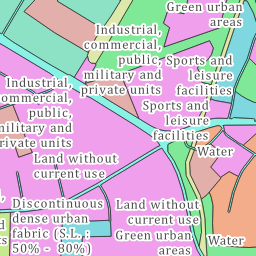 Green urban
areas
Industrial,
commercial,
public,
military and
private units
Sports and
leisure
facilities
Industrial,
commercial,
public,
military and
private units
Sports and
leisure
facilities
Water
Land without
current use
Discontinuous
dense urban
fabric (S.L. :
50% - 80%)
Land without
current use
Green urban
areas
Water